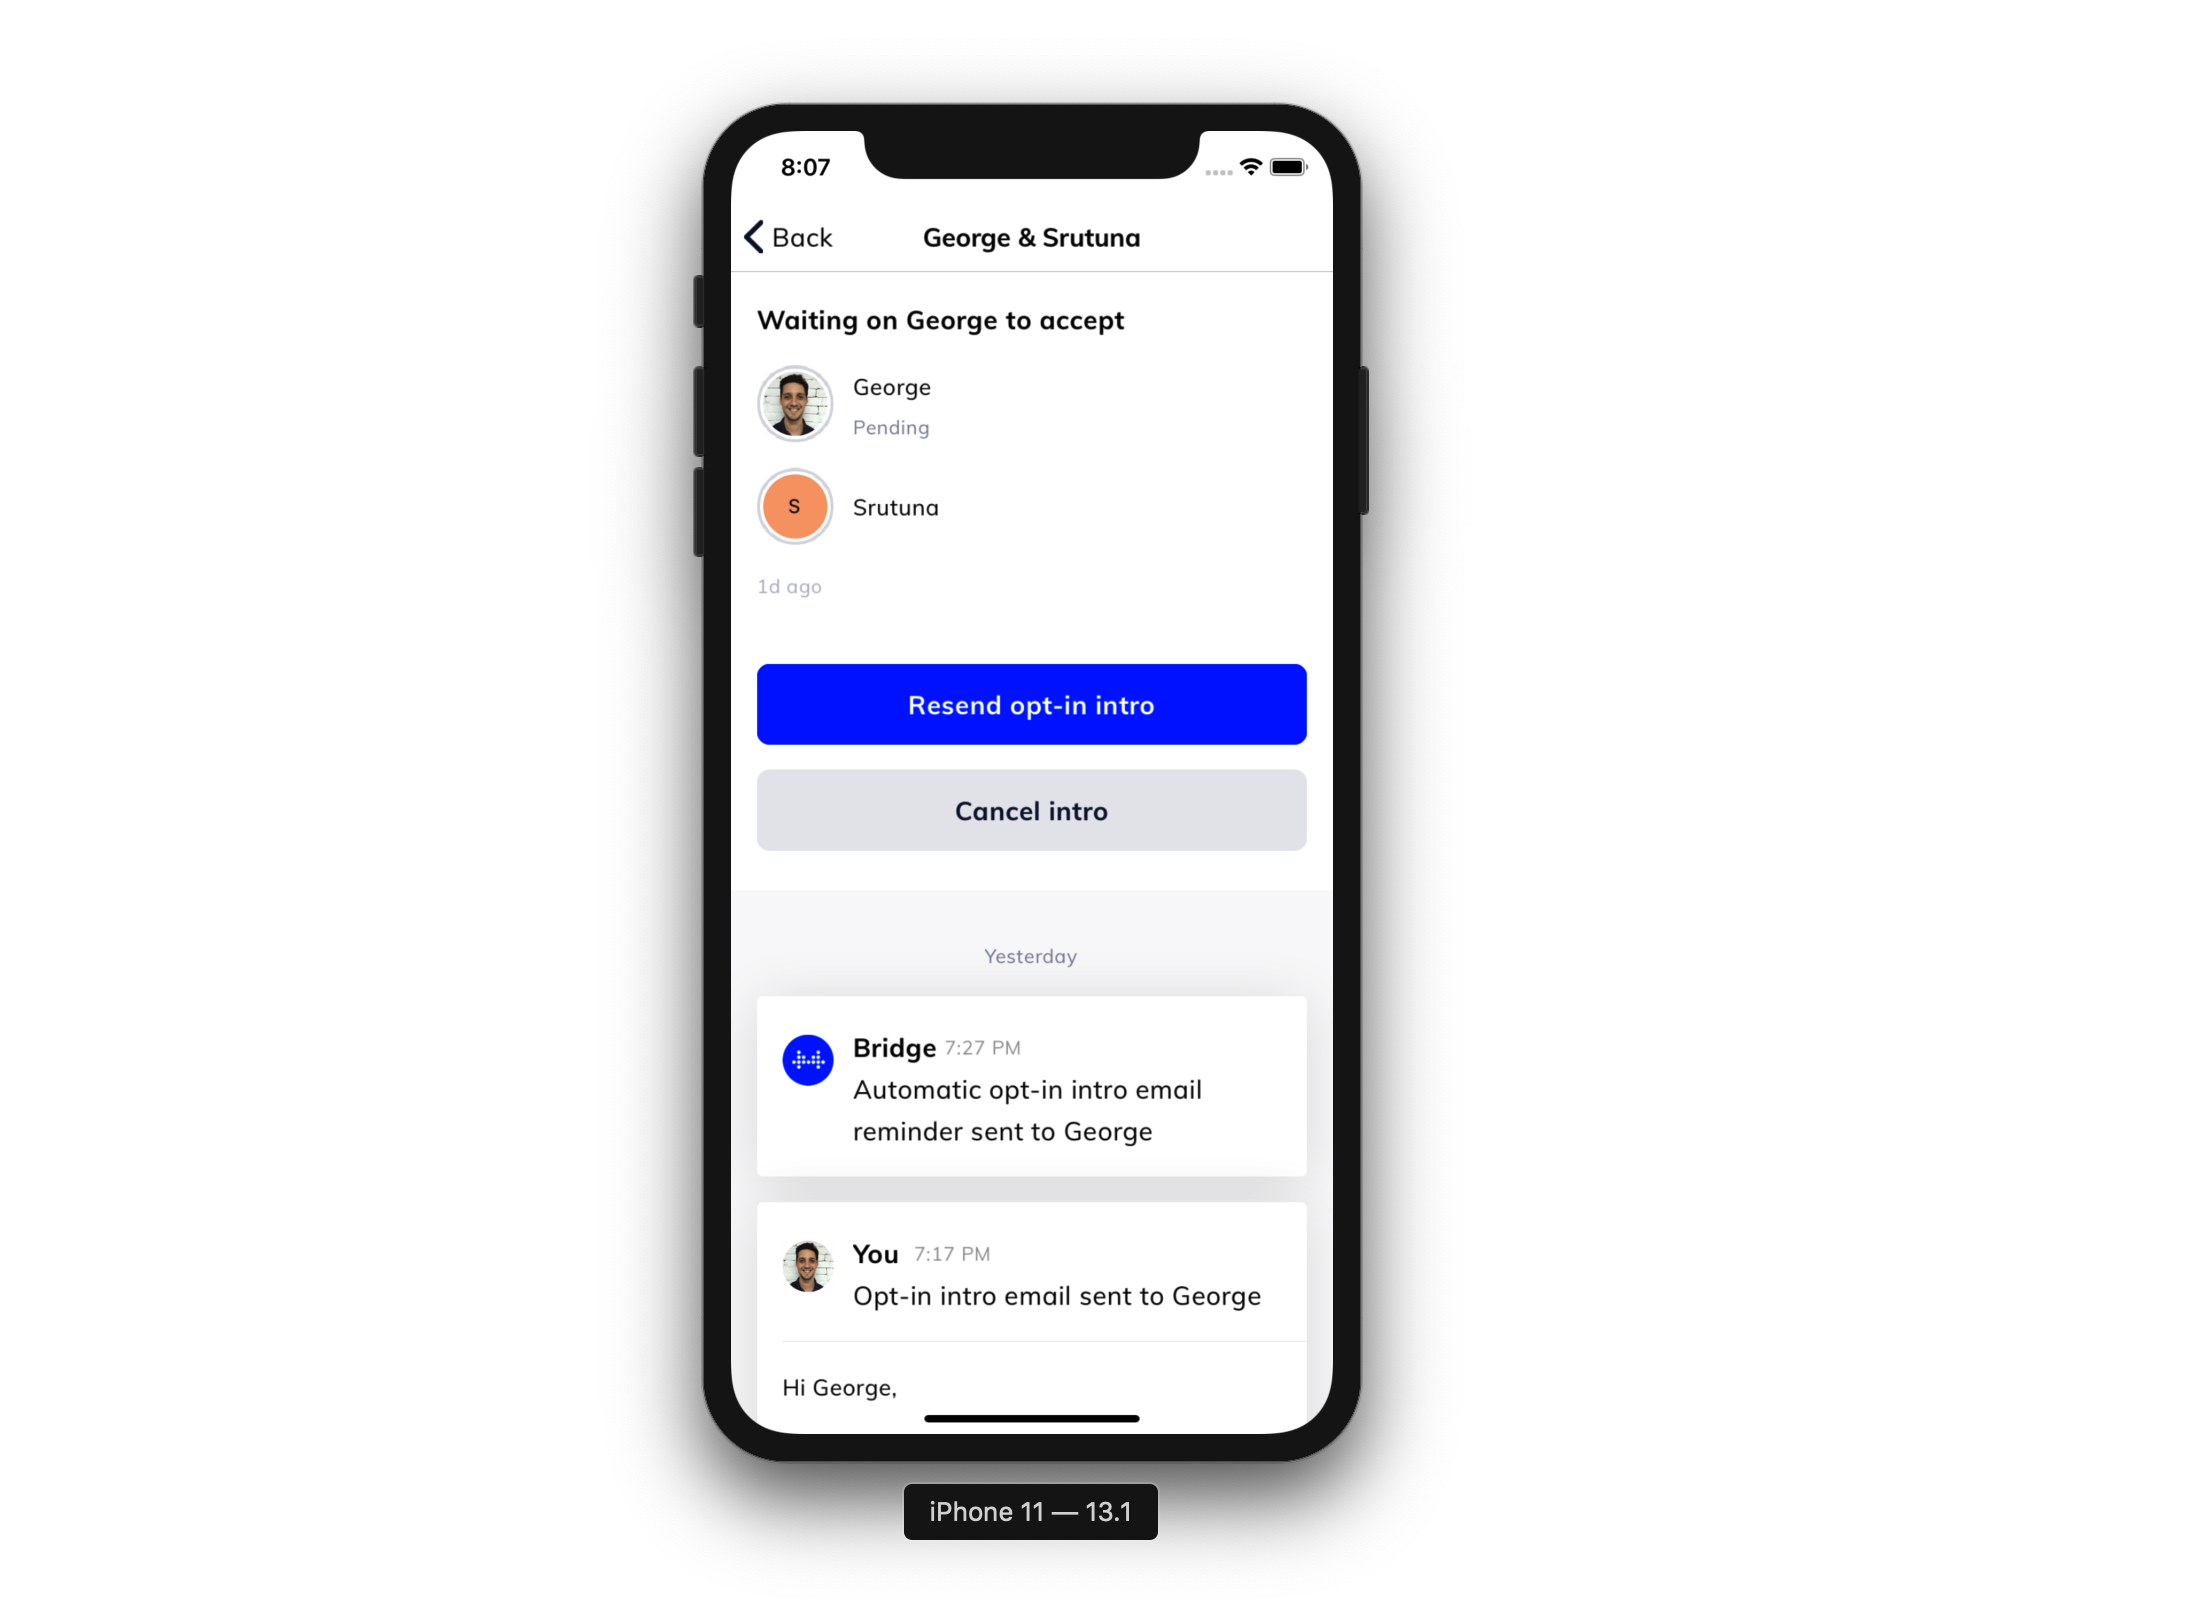 8:07
Back
George & Srutuna
Waiting on George to accept
George
Pending
S
Srutuna
1d ago
Resend opt-in intro
Cancel intro
Yesterday
Bridge 7:27 PM
Automatic opt-in intro email
reminder sent to George
You 7:17 PM
Opt-in intro email sent to George
Hi George,
iPhone 11 — 13.1